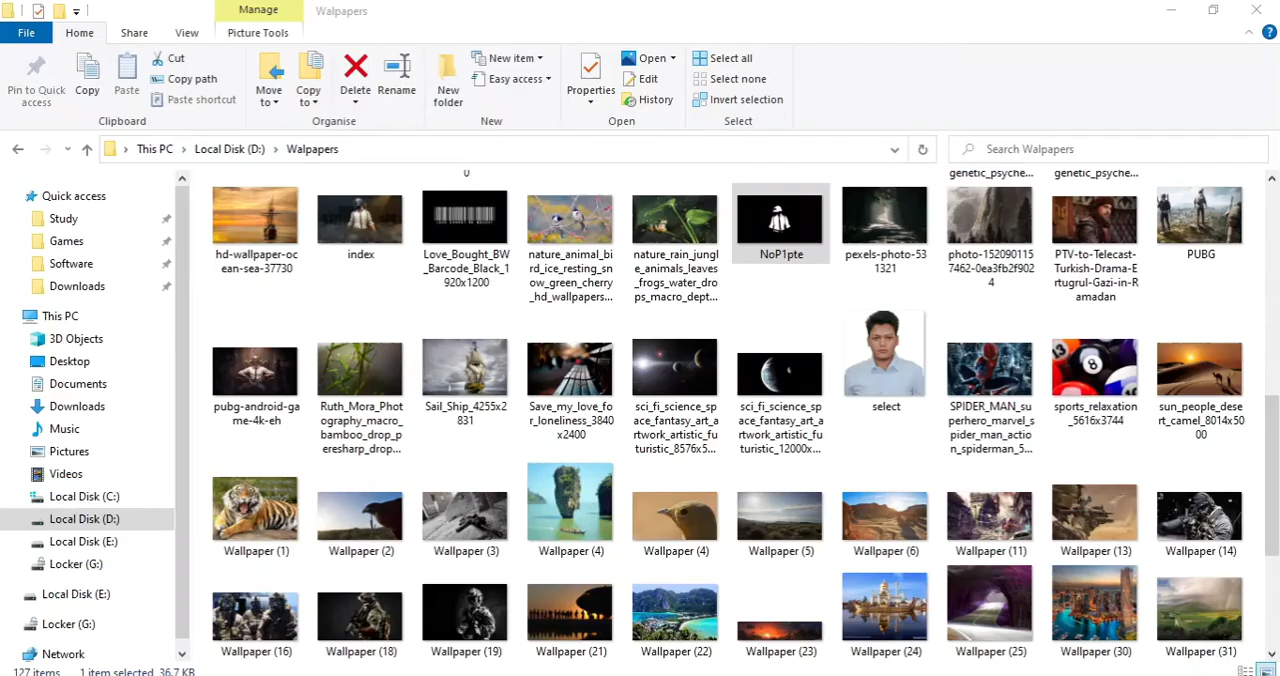 Manage
Walpapers
File
Home
Share
View
Picture Tools
Pin to Quick
access
Copy
Paste
Cut
Copy path
Paste shortcut
Clipboard
Move
to
Copy
to
Delete
Rename
Organise
New
folder
New item
Easy access
New
Properties
Open
Edit
History
Open
Select all
Select none
Invert selection
Select
This PC > Local Disk (D:) > Walpapers
Search Walpapers
Quick access
Study
Games
Software
Downloads
This PC
3D Objects
Desktop
Documents
Downloads
Music
Pictures
Videos
Local Disk (C:)
Local Disk (D:)
Local Disk (E:)
Locker (G:)
Local Disk (E:)
Locker (G:)
Network
0
genetic_psyche...
genetic_psyche...
hd-wallpaper-oc
ean-sea-37730
index
Love_Bought_BW
_Barcode_Black_1
920x1200
nature_animal_bi
rd_ice_resting_sn
ow_green_cherry
_hd_wallpapers...
nature_rain_jungl
e_animals_leaves
_frogs_water_dro
ps_macro_dept...
NoP1pte
pexels-photo-53
1321
photo-152090115
7462-0ea3fb2f902
4
PTV-to-Telecast-
Turkish-Drama-E
rtugrul-Gazi-in-R
amadan
PUBG
pubg-android-ga
me-4k-eh
Ruth_Mora_Phot
ography_macro_
bamboo_drop_p
eresharp_drop...
Sail_Ship_4255x2
831
Save_my_love_fo
r_loneliness_3840
x2400
sci_fi_science_sp
ace_fantasy_art_a
rtwork_artistic_fu
turistic_8576x5...
sci_fi_science_sp
ace_fantasy_art_a
rtwork_artistic_fu
turistic_12000x...
select
SPIDER_MAN_su
perhero_marvel_s
pider_man_actio
n_spiderman_5...
sports_relaxation
_5616x3744
sun_people_dese
rt_camel_8014x50
00
Wallpaper (1)
Wallpaper (2)
Wallpaper (3)
Wallpaper (4)
Wallpaper (4)
Wallpaper (5)
Wallpaper (6)
Wallpaper (11)
Wallpaper (13)
Wallpaper (14)
Wallpaper (16)
Wallpaper (18)
Wallpaper (19)
Wallpaper (21)
Wallpaper (22)
Wallpaper (23)
Wallpaper (24)
Wallpaper (25)
Wallpaper (30)
Wallpaper (31)
127 items
1 item selected 36.7 KB